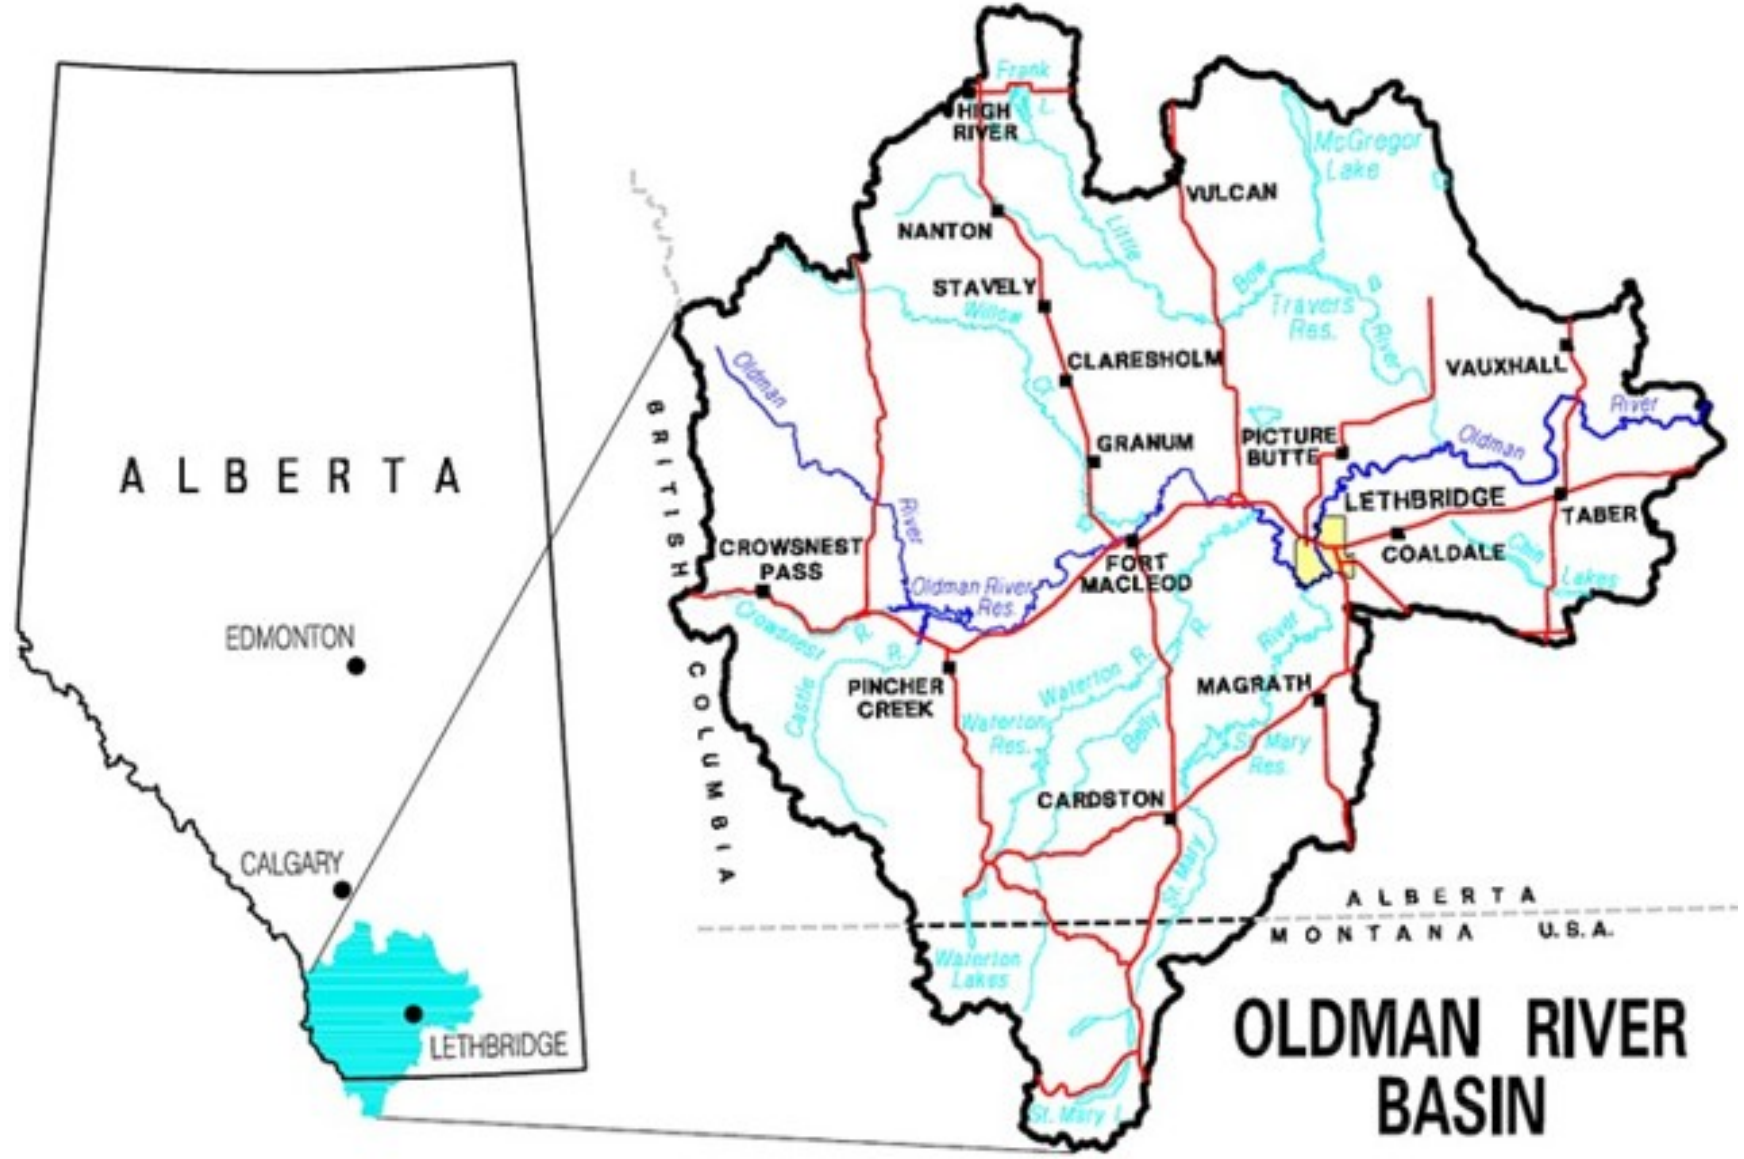 ALBERTA
EDMONTON
CALGARY
LETHBRIDGE
BRITISH
COLUMBIA
Frank
L.
HIGH
RIVER
McGregor
Lake
VULCAN
NANTON
Little
Bow
River
STAVELY
Willow
Cr.
Travers
Res.
CLARESHOLM
VAUXHALL
Oldman
River
GRANUM
PICTURE
BUTTE
Oldman
River
LETHBRIDGE
TABER
COALDALE
Chin
Lakes
CROWSNEST
PASS
FORT
MACLEOD
Oldman River
Res.
Crowsnest
R.
Castle
R.
PINCHER
CREEK
Waterton R.
Waterton
Res.
Belly
R.
River
MAGRATH
St. Mary
Res.
CARDSTON
St. Mary
ALBERTA
MONTANA U.S.A.
Waterton
Lakes
St. Mary L
OLDMAN RIVER
BASIN